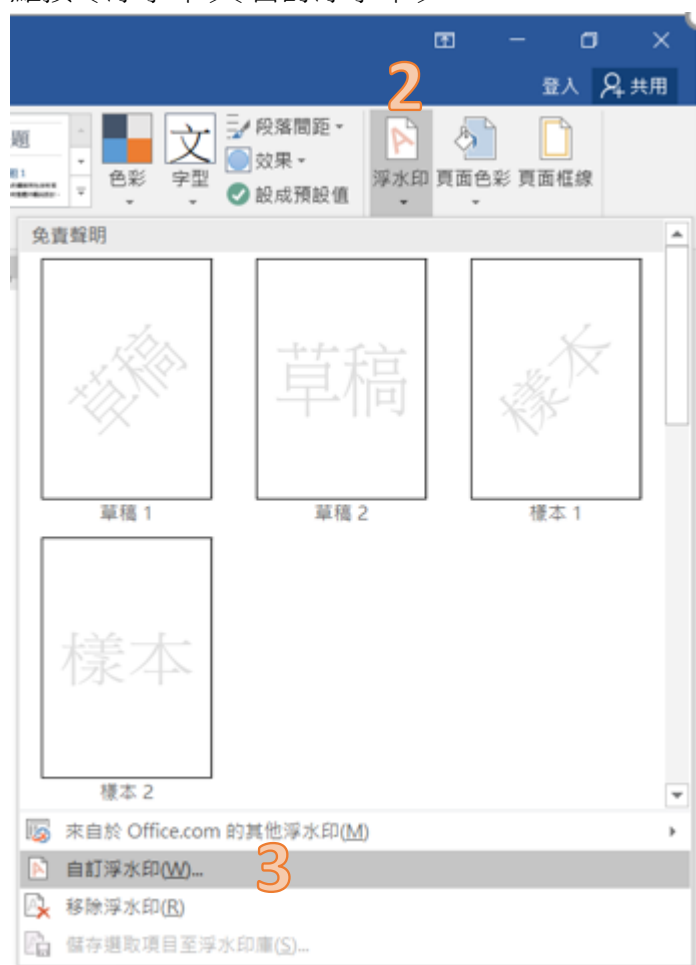 2
登入 共用
題
段落間距
效果
設成預設值
色彩
文
字型
浮水印 頁面色彩 頁面框線
免責聲明
草稿
草稿
樣本
草稿 1
草稿 2
樣本 1
樣本
樣本 2
來自於 Office.com 的其他浮水印(M)
自訂浮水印(W)...
3
移除浮水印(R)
儲存選取項目至浮水印庫(S)...